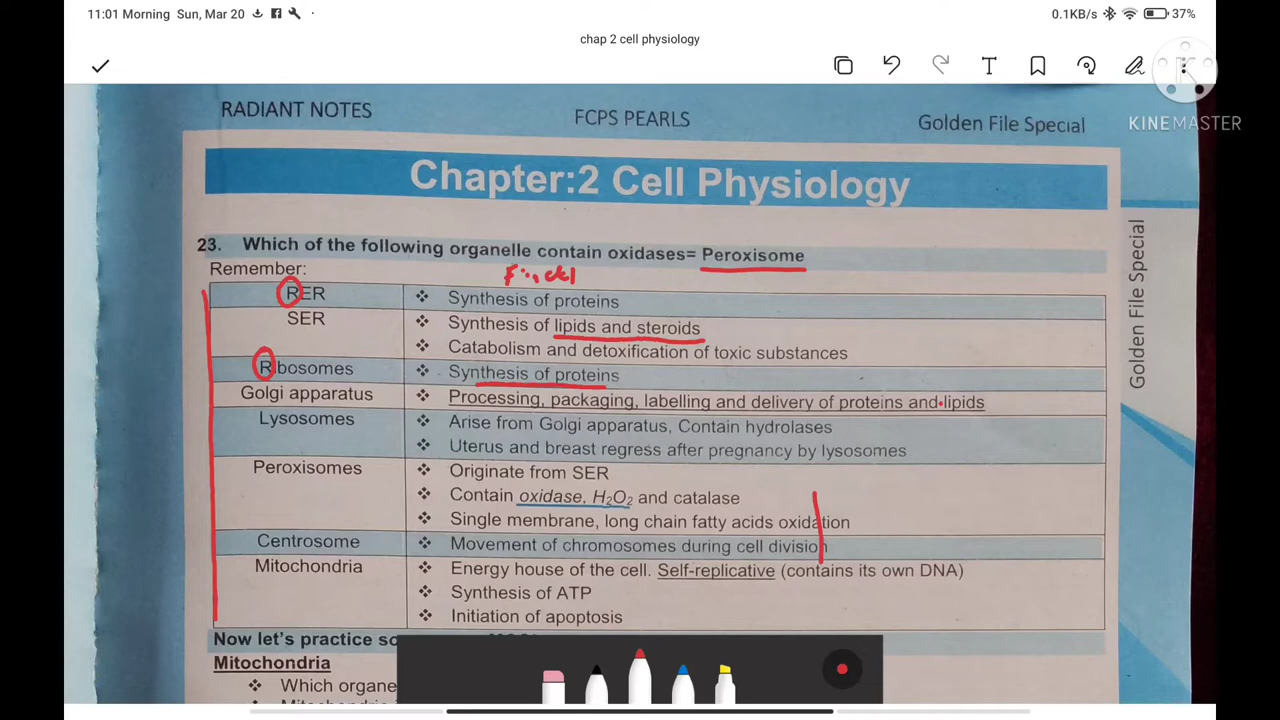 11:01 Morning Sun, Mar 20
0.1KB/s 37%
chap 2 cell physiology
KINEMASTER
RADIANT NOTES FCPS PEARLS Golden File Special
Chapter:2 Cell Physiology
23. Which of the following organelle contain oxidases= Peroxisome
Remember:
RER ❖ Synthesis of proteins
SER ❖ Synthesis of lipids and steroids
❖ Catabolism and detoxification of toxic substances
Ribosomes ❖ Synthesis of proteins
Golgi apparatus ❖ Processing, packaging, labelling and delivery of proteins and lipids
Lysosomes ❖ Arise from Golgi apparatus, Contain hydrolases
❖ Uterus and breast regress after pregnancy by lysosomes
Peroxisomes ❖ Originate from SER
❖ Contain oxidase, H₂O₂ and catalase
❖ Single membrane, long chain fatty acids oxidation
Centrosome ❖ Movement of chromosomes during cell division
Mitochondria ❖ Energy house of the cell. Self-replicative (contains its own DNA)
❖ Synthesis of ATP
❖ Initiation of apoptosis
Now let's practice
Mitochondria
❖ Which
Golden File Special